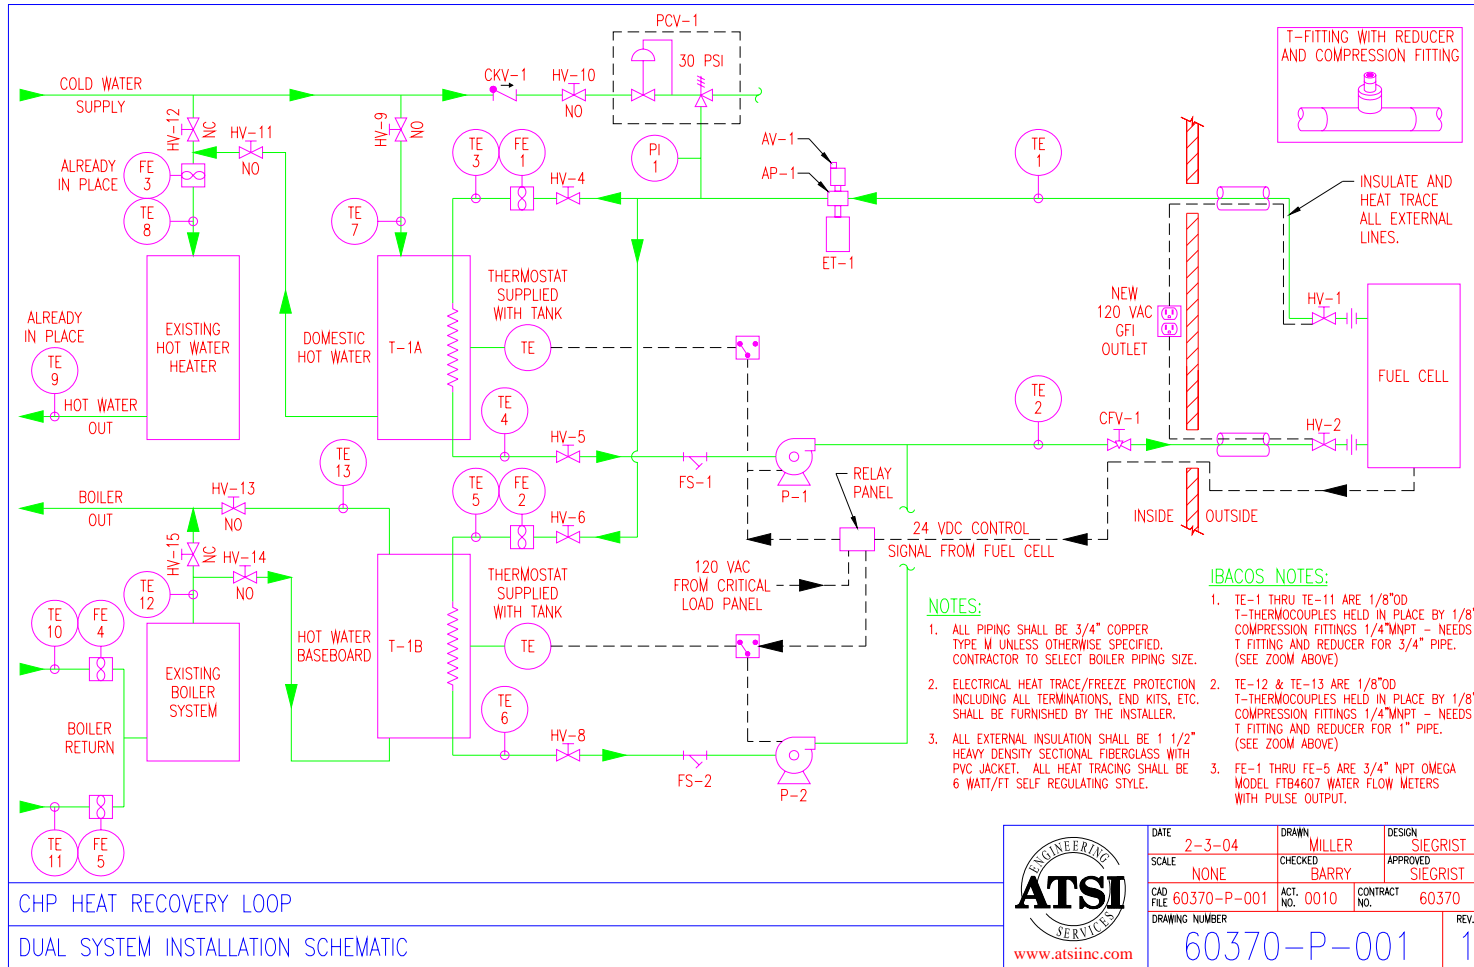 PCV-1
30 PSI
T-FITTING WITH REDUCER
AND COMPRESSION FITTING
COLD WATER
SUPPLY
CKV-1
HV-10
NO
HV-12
NC
HV-11
NO
HV-9
NO
ALREADY
IN PLACE
FE
3
TE
8
TE
7
TE
3
FE
1
HV-4
PI
1
AV-1
AP-1
ET-1
TE
1
INSULATE AND
HEAT TRACE
ALL EXTERNAL
LINES.
ALREADY
IN PLACE
TE
9
HOT WATER
OUT
EXISTING
HOT WATER
HEATER
DOMESTIC
HOT WATER
T-1A
THERMOSTAT
SUPPLIED
WITH TANK
TE
NEW
120 VAC
GFI
OUTLET
HV-1
FUEL CELL
HV-2
TE
4
HV-5
FS-1
P-1
TE
2
CFV-1
TE
13
TE
5
FE
2
HV-6
RELAY
PANEL
INSIDE
OUTSIDE
BOILER
OUT
HV-13
NO
HV-15
NC
HV-14
NO
TE
12
24 VDC CONTROL
SIGNAL FROM FUEL CELL
120 VAC
FROM CRITICAL
LOAD PANEL
THERMOSTAT
SUPPLIED
WITH TANK
TE
TE
10
FE
4
EXISTING
BOILER
SYSTEM
HOT WATER
BASEBOARD
T-1B
BOILER
RETURN
TE
6
HV-8
FS-2
P-2
TE
11
FE
5
NOTES:
1. ALL PIPING SHALL BE 3/4" COPPER
TYPE M UNLESS OTHERWISE SPECIFIED.
CONTRACTOR TO SELECT BOILER PIPING SIZE.
2. ELECTRICAL HEAT TRACE/FREEZE PROTECTION
INCLUDING ALL TERMINATIONS, END KITS, ETC.
SHALL BE FURNISHED BY THE INSTALLER.
3. ALL EXTERNAL INSULATION SHALL BE 1 1/2"
HEAVY DENSITY SECTIONAL FIBERGLASS WITH
PVC JACKET. ALL HEAT TRACING SHALL BE
6 WATT/FT SELF REGULATING STYLE.
IBACOS NOTES:
1. TE-1 THRU TE-11 ARE 1/8"OD
T-THERMOCOUPLES HELD IN PLACE BY 1/8"
COMPRESSION FITTINGS 1/4"MNPT - NEEDS
T FITTING AND REDUCER FOR 3/4" PIPE.
(SEE ZOOM ABOVE)
2. TE-12 & TE-13 ARE 1/8"OD
T-THERMOCOUPLES HELD IN PLACE BY 1/8"
COMPRESSION FITTINGS 1/4"MNPT - NEEDS
T FITTING AND REDUCER FOR 1" PIPE.
(SEE ZOOM ABOVE)
3. FE-1 THRU FE-5 ARE 3/4" NPT OMEGA
MODEL FTB4607 WATER FLOW METERS
WITH PULSE OUTPUT.
CHP HEAT RECOVERY LOOP
DUAL SYSTEM INSTALLATION SCHEMATIC
ENGINEERING
ATSI
SERVICES
www.atsiinc.com
DATE 2-3-04
DRAWN MILLER
DESIGN SIEGRIST
SCALE NONE
CHECKED BARRY
APPROVED SIEGRIST
CAD FILE 60370-P-001
ACT. NO. 0010
CONTRACT NO. 60370
DRAWING NUMBER 60370-P-001
REV. 1